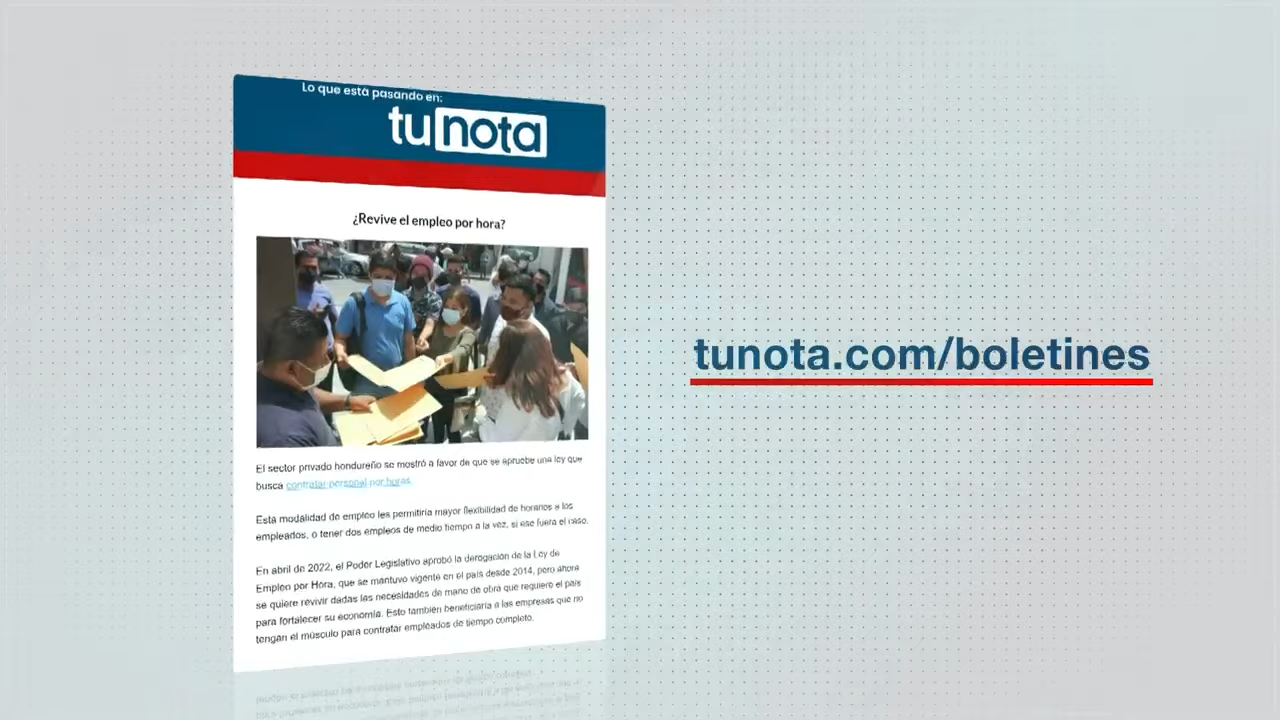 Lo que está pasando en:
tunota
¿Revive el empleo por hora?
El sector privado hondureño se mostró a favor de que se apruebe una ley que
busca contratar personal por horas.
Esta modalidad de empleo les permitiría mayor flexibilidad de horarios a los
empleados, o tener dos empleos de medio tiempo a la vez, si ese fuera el caso.
En abril de 2022, el Poder Legislativo aprobó la derogación de la Ley de
Empleo por Hora, que se mantuvo vigente en el país desde 2014, pero ahora
se quiere revivir dadas las necesidades de mano de obra que requiere el país
para fortalecer su economía. Esto también beneficiaría a las empresas que no
tengan el músculo para contratar empleados de tiempo completo.
tunota.com/boletines